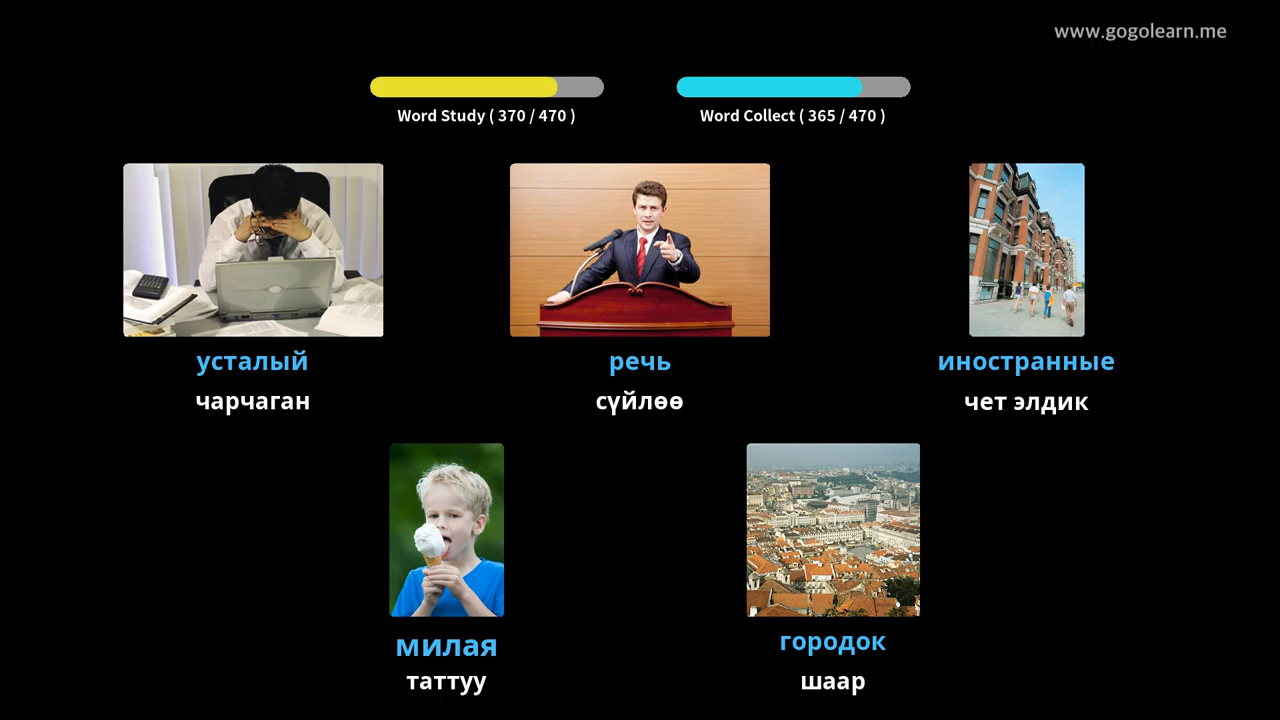 www.gogolearn.me
Word Study ( 370 / 470 )
Word Collect ( 365 / 470 )
усталый
речь
иностранные
чарчаган
сүйлөө
чет элдик
милая
городок
таттуу
шаар